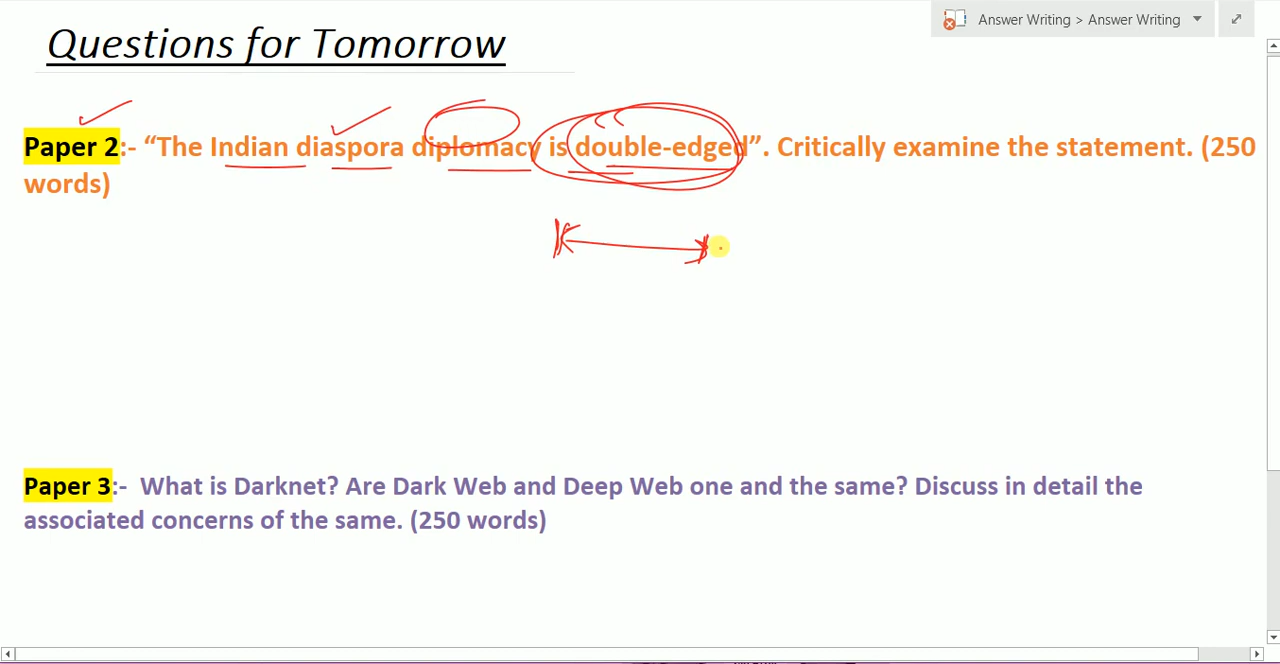 Answer Writing > Answer Writing
Questions for Tomorrow
Paper 2:- “The Indian diaspora diplomacy is double-edged”. Critically examine the statement. (250
words)
Paper 3:-  What is Darknet? Are Dark Web and Deep Web one and the same? Discuss in detail the
associated concerns of the same. (250 words)